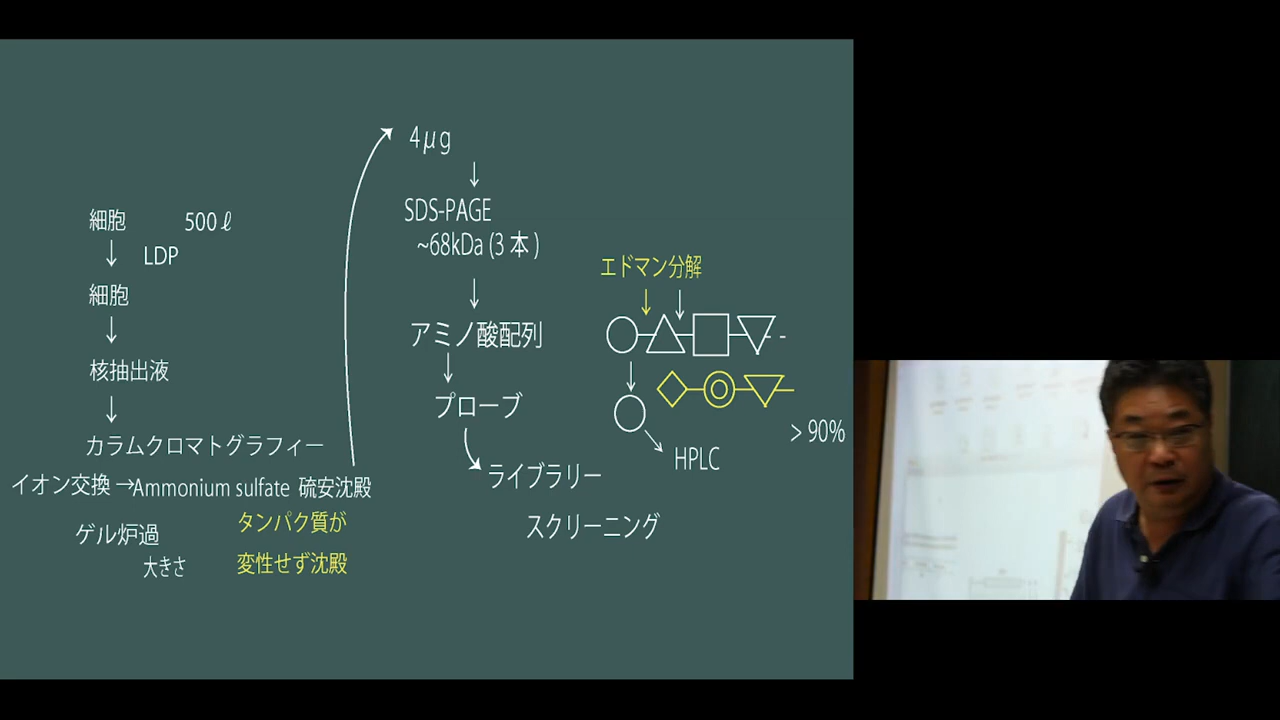 細胞 500ℓ
↓ LDP
細胞
↓
核抽出液
↓
カラムクロマトグラフィー
イオン交換→Ammonium sulfate 硫安沈殿
ゲル炉過
大きさ
タンパク質が
変性せず沈殿
4μg
↓
SDS-PAGE
~68kDa (3本)
↓
アミノ酸配列
↓
プローブ
ライブラリー
スクリーニング
エドマン分解
HPLC
>90%